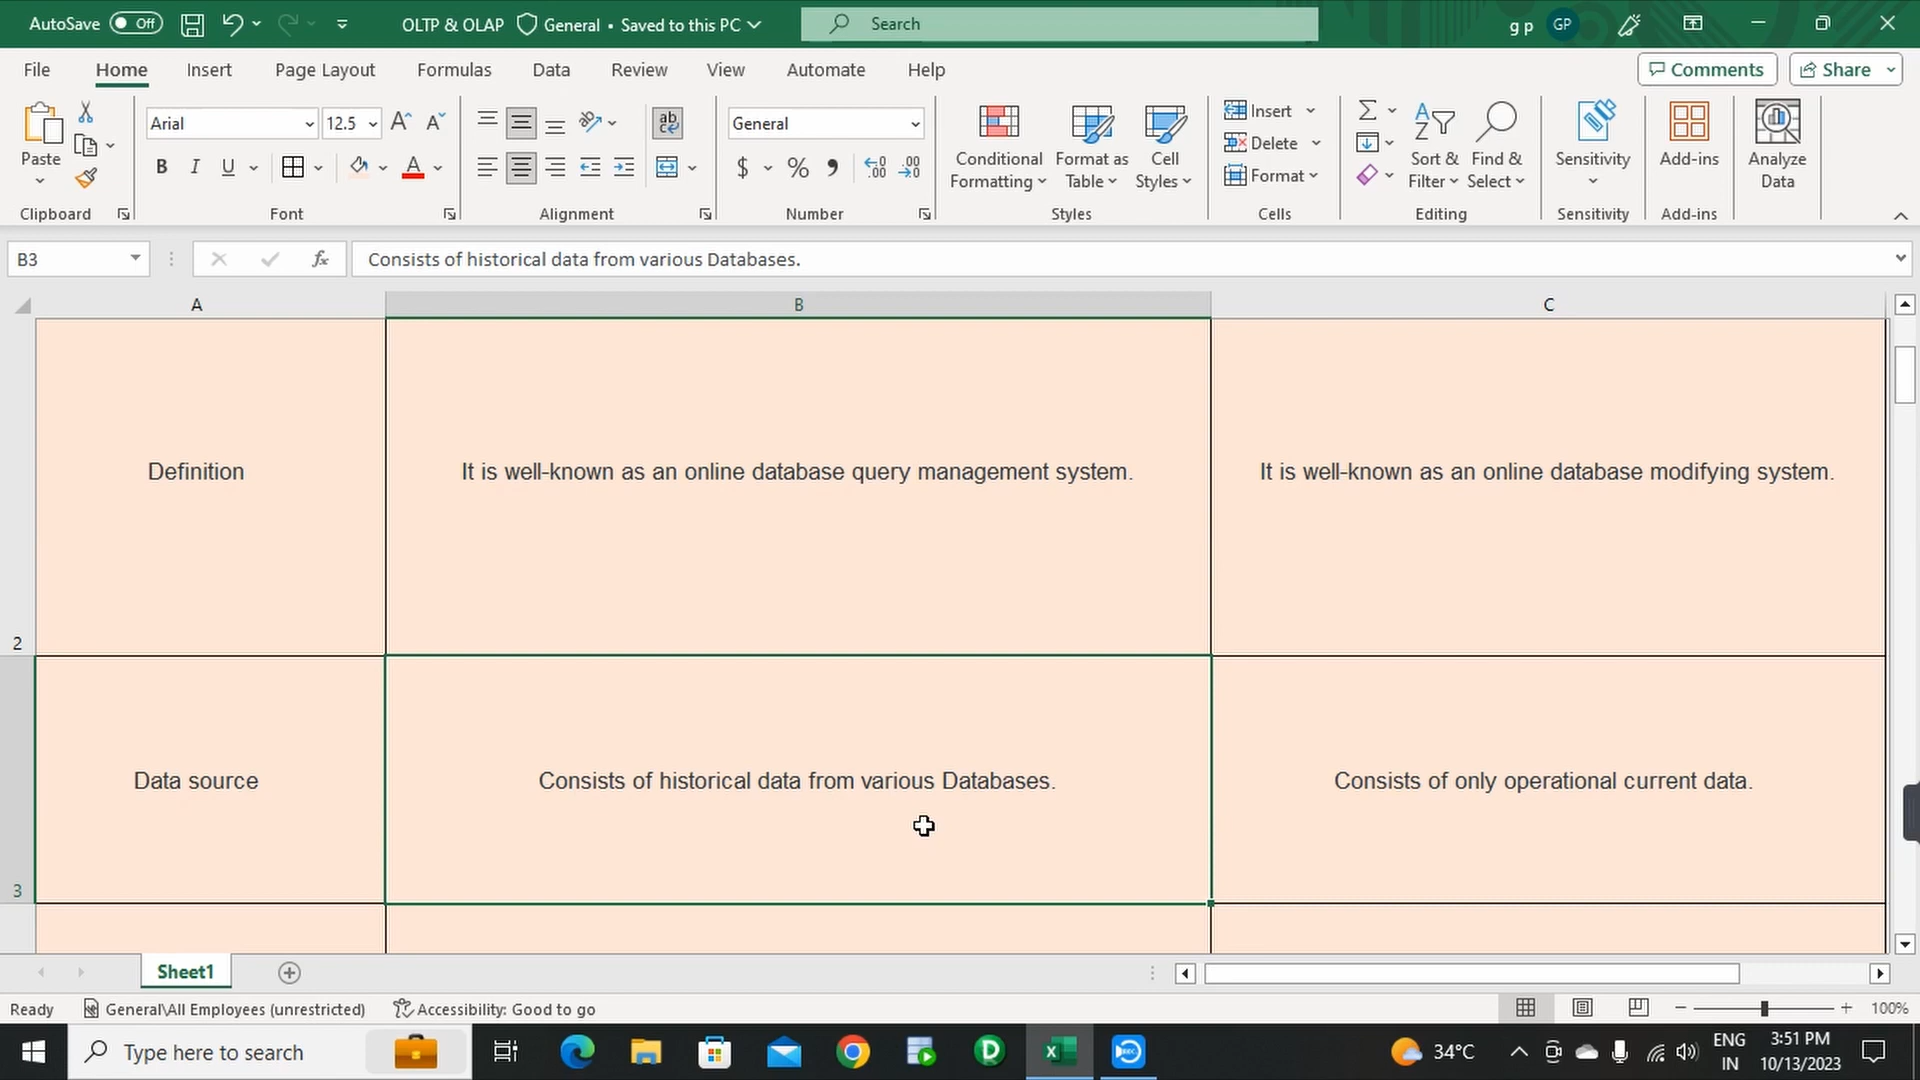 AutoSave Off OLTP & OLAP General • Saved to this PC Search g p GP
File Home Insert Page Layout Formulas Data Review View Automate Help Comments Share
Paste
Clipboard
Arial 12.5
B I U
Font
ab
Alignment
General
$ % 9 .00 .00
Number
Conditional Formatting
Format as Table
Cell Styles
Styles
Insert
Delete
Format
Cells
Sort & Filter
Find & Select
Editing
Sensitivity
Sensitivity
Add-ins
Add-ins
Analyze Data
B3 fx Consists of historical data from various Databases.
A B C
2 Definition It is well-known as an online database query management system. It is well-known as an online database modifying system.
3 Data source Consists of historical data from various Databases. Consists of only operational current data.
Sheet1
Ready General\All Employees (unrestricted) Accessibility: Good to go 100%
Type here to search 34°C ENG 3:51 PM
IN 10/13/2023